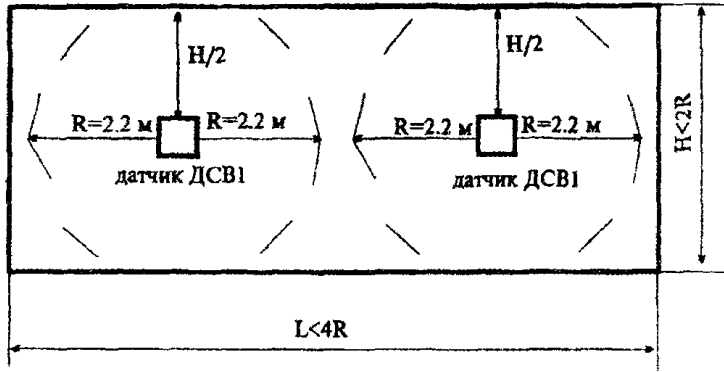 H/2
H/2
R=2.2 м R=2.2 м
R=2.2 м R=2.2 м
датчик ДСВ1
датчик ДСВ1
H<2R
L<4R